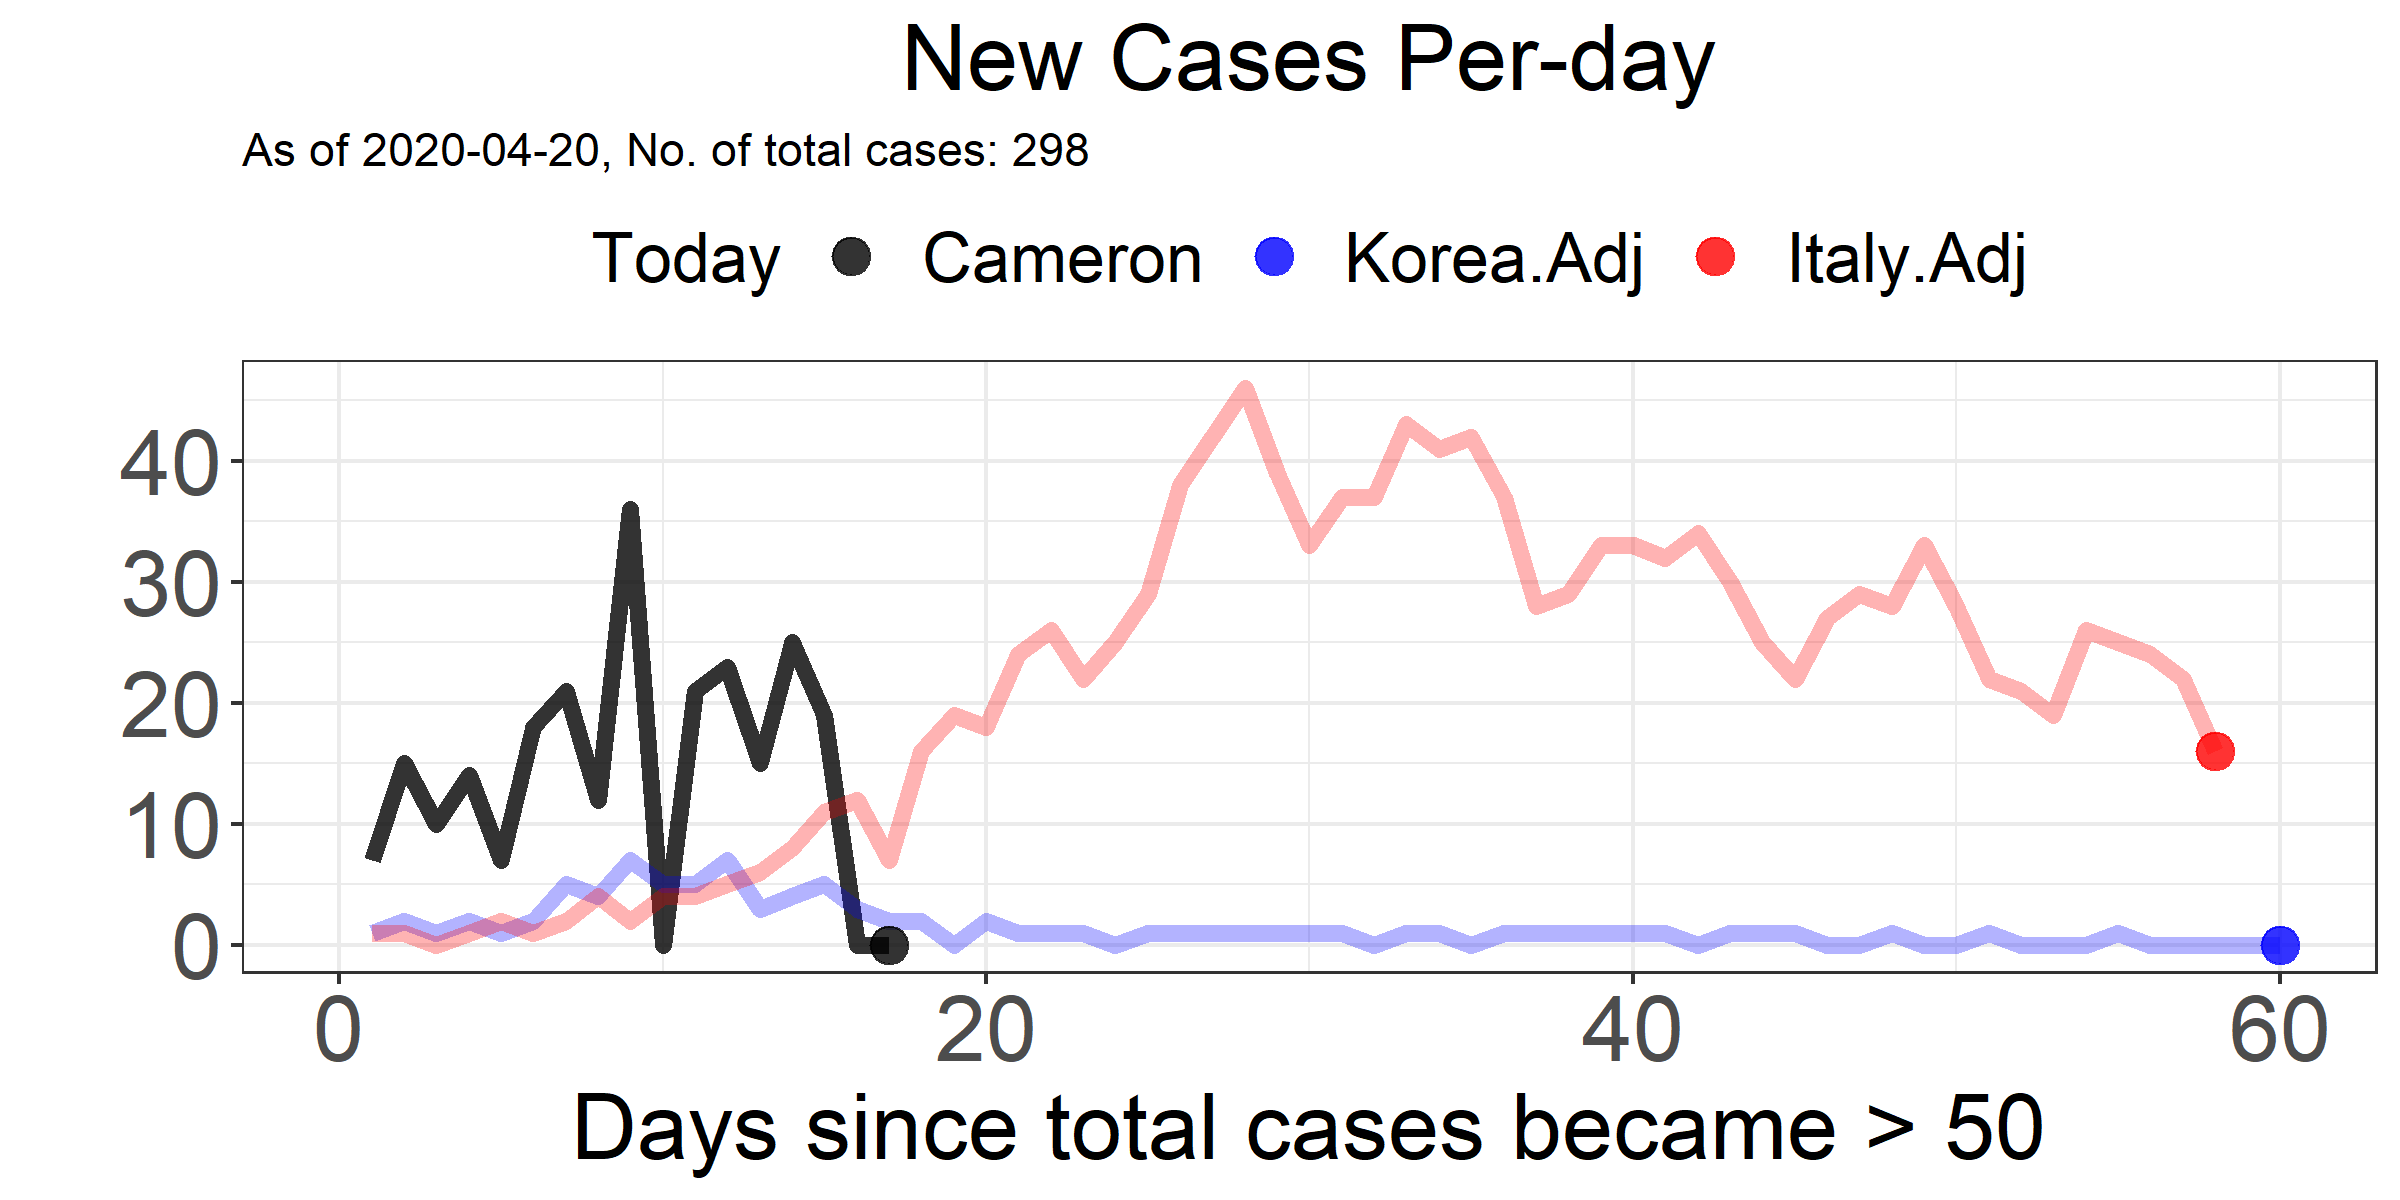 New Cases Per-day
As of 2020-04-20, No. of total cases: 298
Today Cameron Korea.Adj Italy.Adj
40
30
20
10
0
0 20 40 60
Days since total cases became > 50